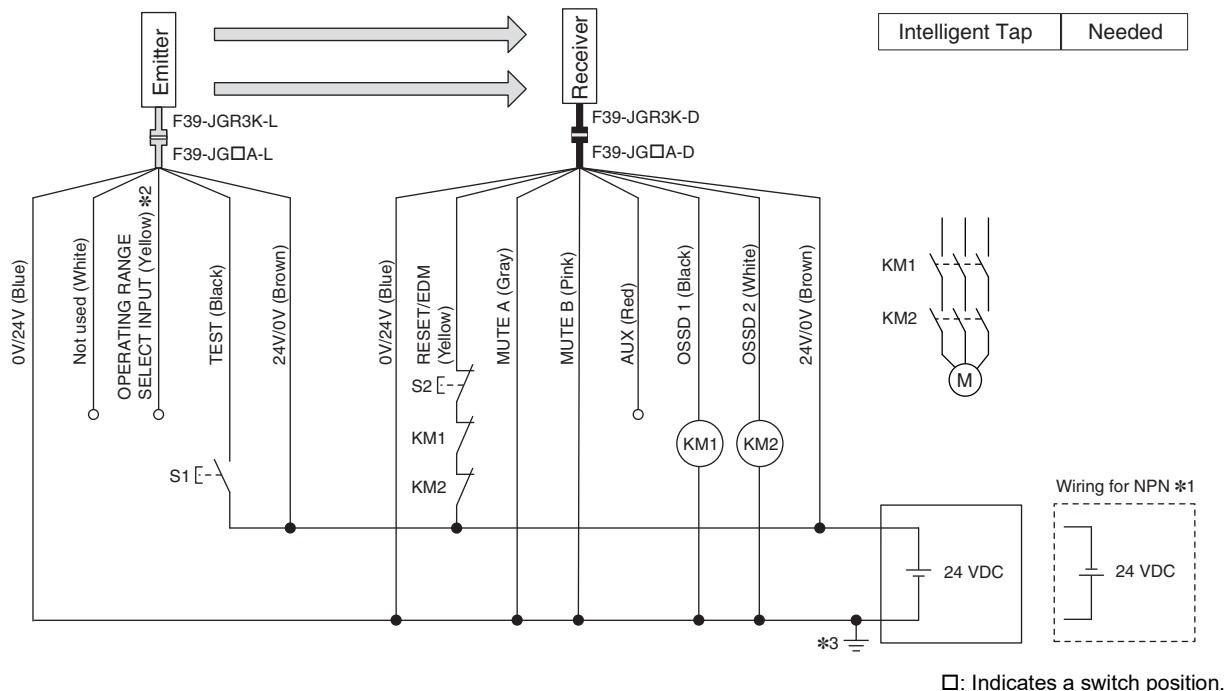 Emitter
Receiver
Intelligent Tap
Needed
F39-JGR3K-L
F39-JG□A-L
F39-JGR3K-D
F39-JG□A-D
0V/24V (Blue)
Not used (White)
OPERATING RANGE
SELECT INPUT (Yellow) *2
TEST (Black)
24V/0V (Brown)
0V/24V (Blue)
RESET/EDM
(Yellow)
MUTE A (Gray)
MUTE B (Pink)
AUX (Red)
OSSD 1 (Black)
OSSD 2 (White)
24V/0V (Brown)
KM1
KM2
M
S2
KM1
KM2
KM1
KM2
S1
24 VDC
Wiring for NPN *1
24 VDC
*3
□: Indicates a switch position.